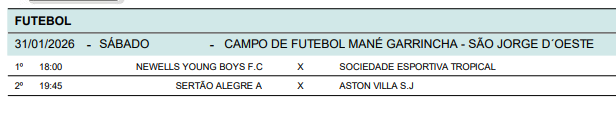 FUTEBOL
31/01/2026 - SÁBADO - CAMPO DE FUTEBOL MANÉ GARRINCHA - SÃO JORGE D´OESTE
1º 18:00 NEWELLS YOUNG BOYS F.C X SOCIEDADE ESPORTIVA TROPICAL
2º 19:45 SERTÃO ALEGRE A X ASTON VILLA S.J